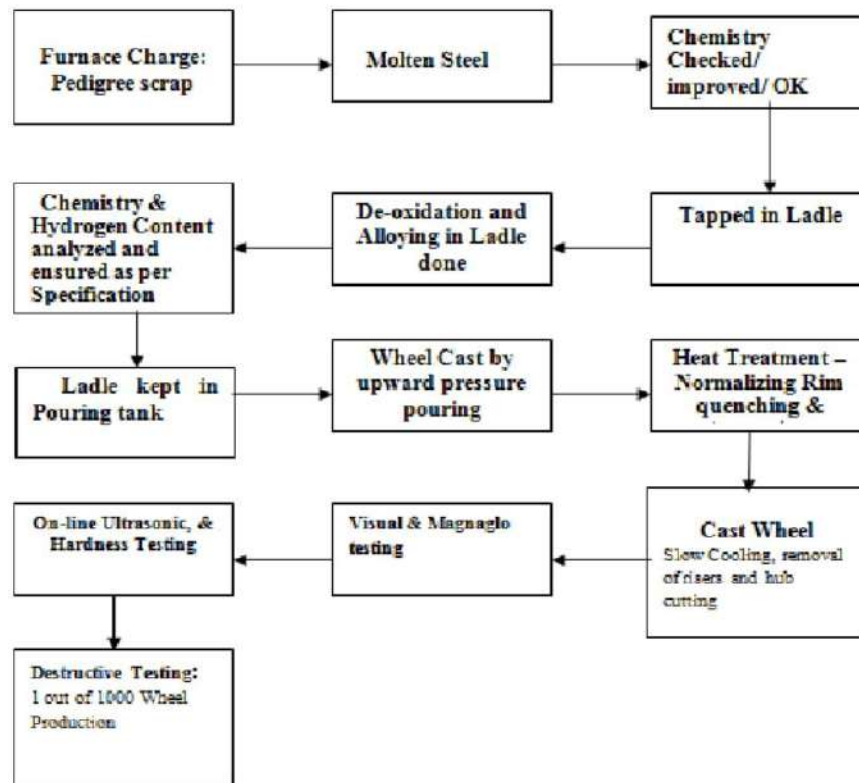 Furnace Charge:
Pedigree scrap
Molten Steel
Chemistry
Checked/
improved/ OK
Tapped in Ladle
De-oxidation and
Alloying in Ladle
done
Chemistry &
Hydrogen Content
analyzed and
ensured as per
Specification
Ladle kept in
Pouring tank
Wheel Cast by
upward pressure
pouring
Heat Treatment –
Normalizing Rim
quenching &
Cast Wheel
Slow Cooling, removal
of risers and hub
cutting
Visual & Magnaglo
testing
On-line Ultrasonic, &
Hardness Testing
Destructive Testing:
1 out of 1000 Wheel
Production